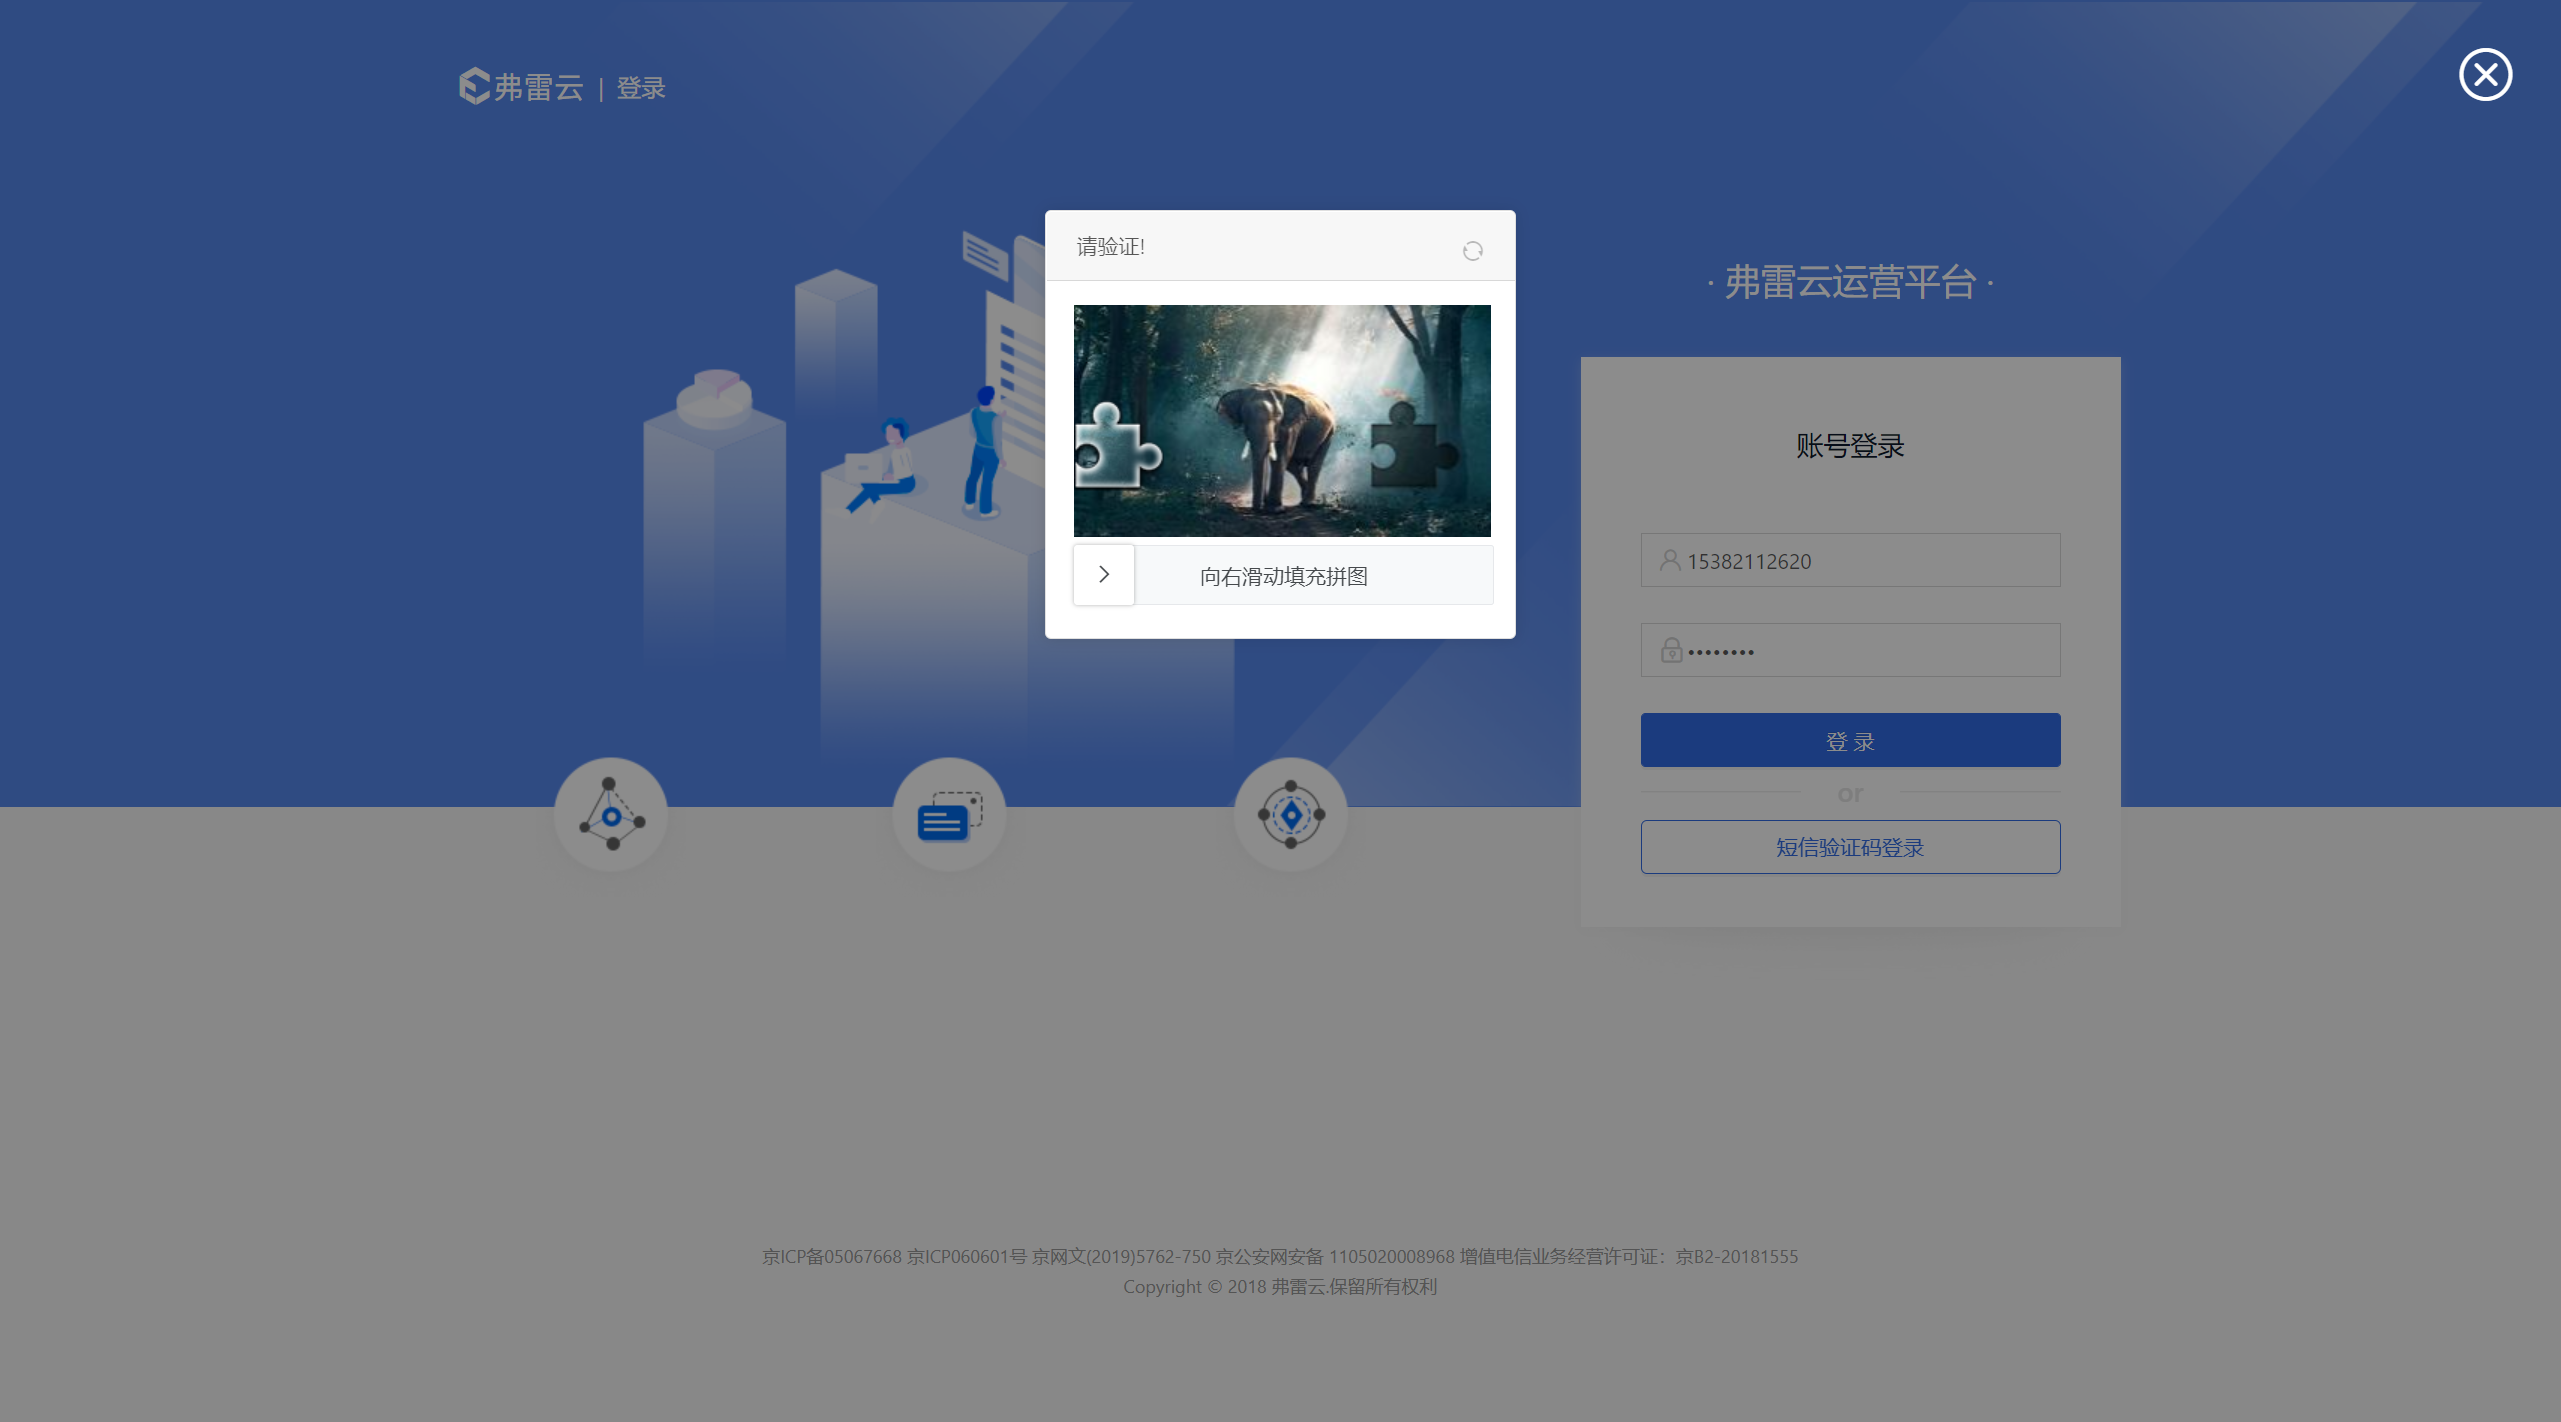 弗雷云 | 登录
请验证!
向右滑动填充拼图
· 弗雷云运营平台 ·
账号登录
15382112620
••••••••
登 录
or
短信验证码登录
京ICP备05067668 京ICP060601号 京网文(2019)5762-750 京公安网安备 1105020008968 增值电信业务经营许可证：京B2-20181555
Copyright © 2018 弗雷云.保留所有权利